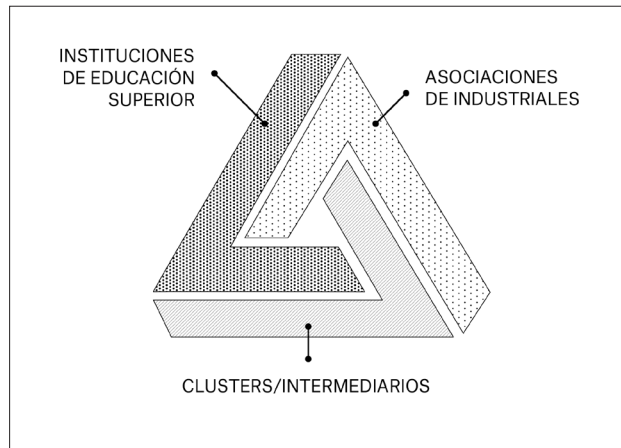 INSTITUCIONES
DE EDUCACIÓN
SUPERIOR
ASOCIACIONES
DE INDUSTRIALES
CLUSTERS/INTERMEDIARIOS